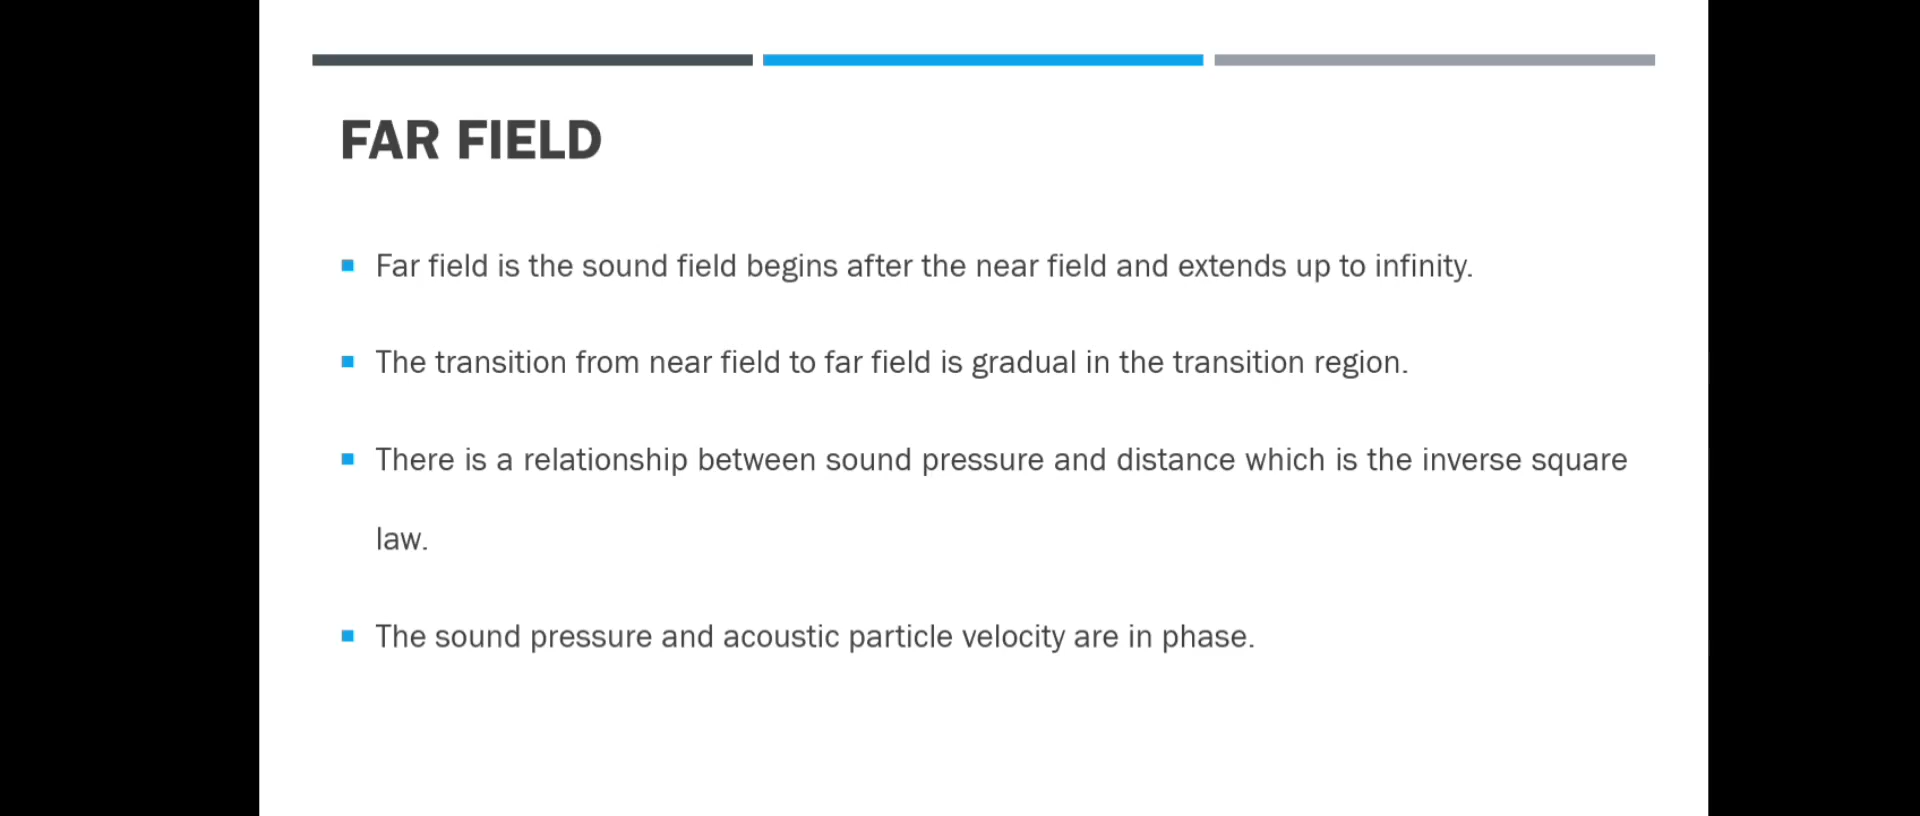 FAR FIELD
Far field is the sound field begins after the near field and extends up to infinity.
The transition from near field to far field is gradual in the transition region.
There is a relationship between sound pressure and distance which is the inverse square
law.
The sound pressure and acoustic particle velocity are in phase.